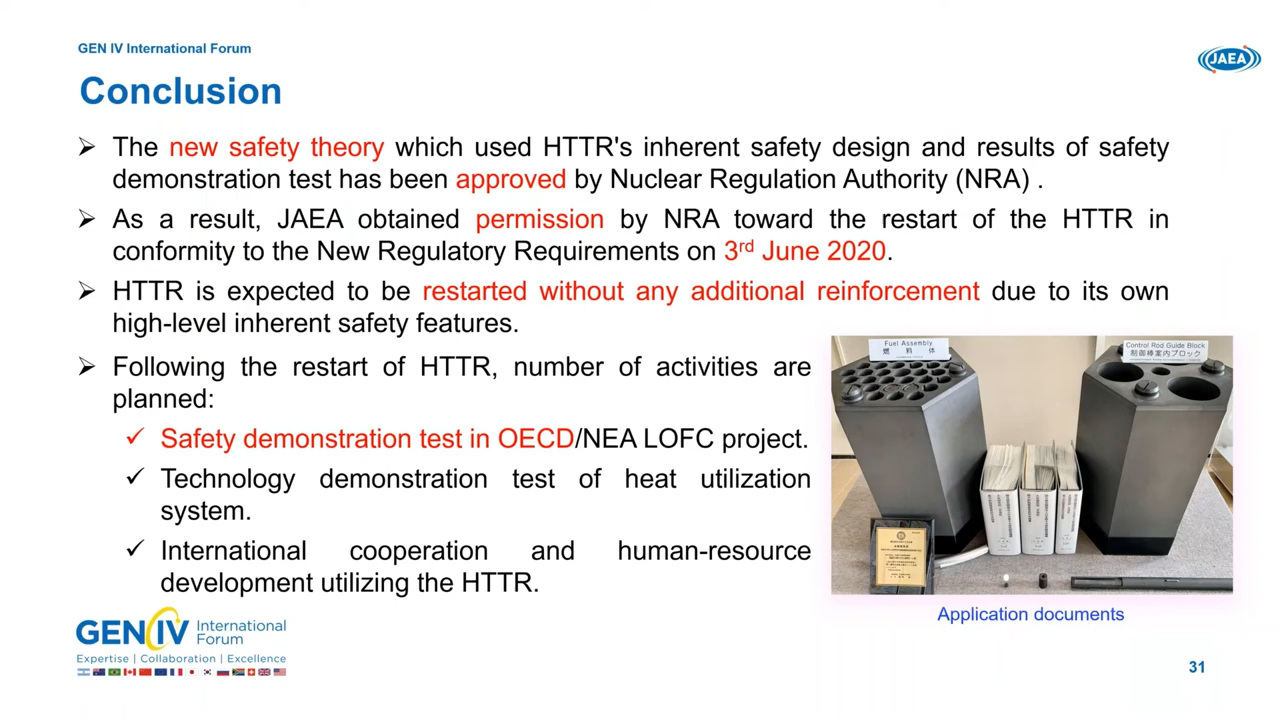 GEN IV International Forum
JAEA
Conclusion
➢ The new safety theory which used HTTR's inherent safety design and results of safety
demonstration test has been approved by Nuclear Regulation Authority (NRA) .
➢ As a result, JAEA obtained permission by NRA toward the restart of the HTTR in
conformity to the New Regulatory Requirements on 3rd June 2020.
➢ HTTR is expected to be restarted without any additional reinforcement due to its own
high-level inherent safety features.
➢ Following the restart of HTTR, number of activities are
planned:
✓ Safety demonstration test in OECD/NEA LOFC project.
✓ Technology demonstration test of heat utilization
system.
✓ International cooperation and human-resource
development utilizing the HTTR.
Fuel Assembly
燃料体
Control Rod Guide Block
制御棒案内ブロック
Application documents
GEN IV International
Forum
Expertise | Collaboration | Excellence
31